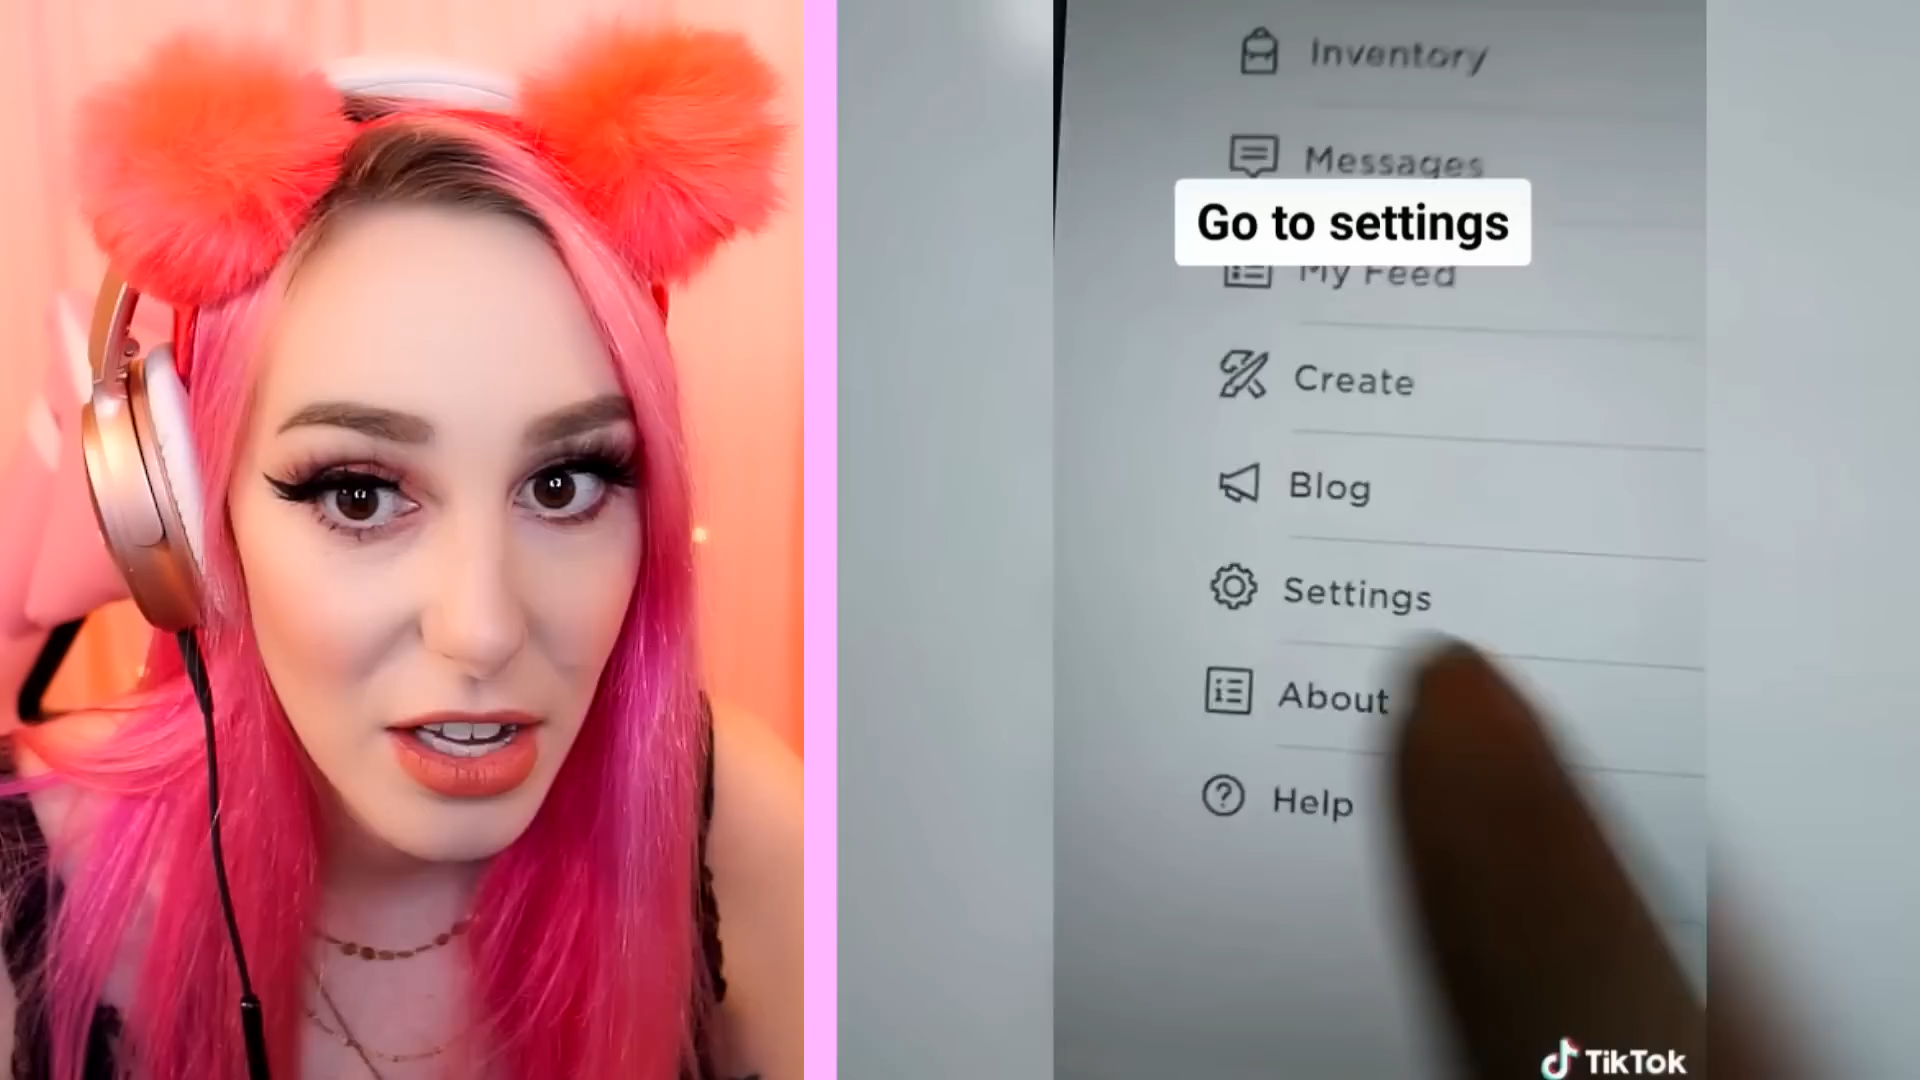 Inventory
Messages
Go to settings
My Feed
Create
Blog
Settings
About
Help
TikTok